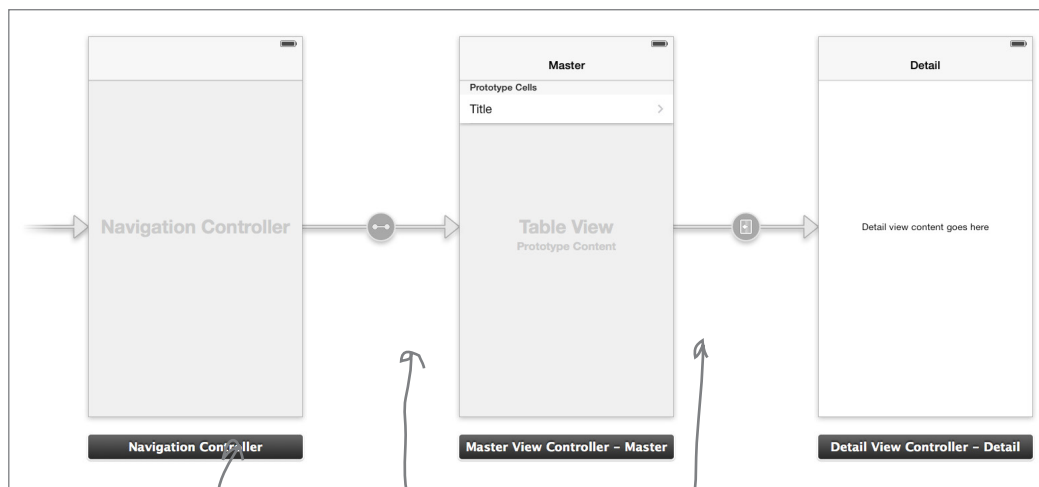 Navigation Controller
Navigation Controller
Master
Prototype Cells
Title
Table View
Prototype Content
Master View Controller – Master
Detail
Detail view content goes here
Detail View Controller – Detail